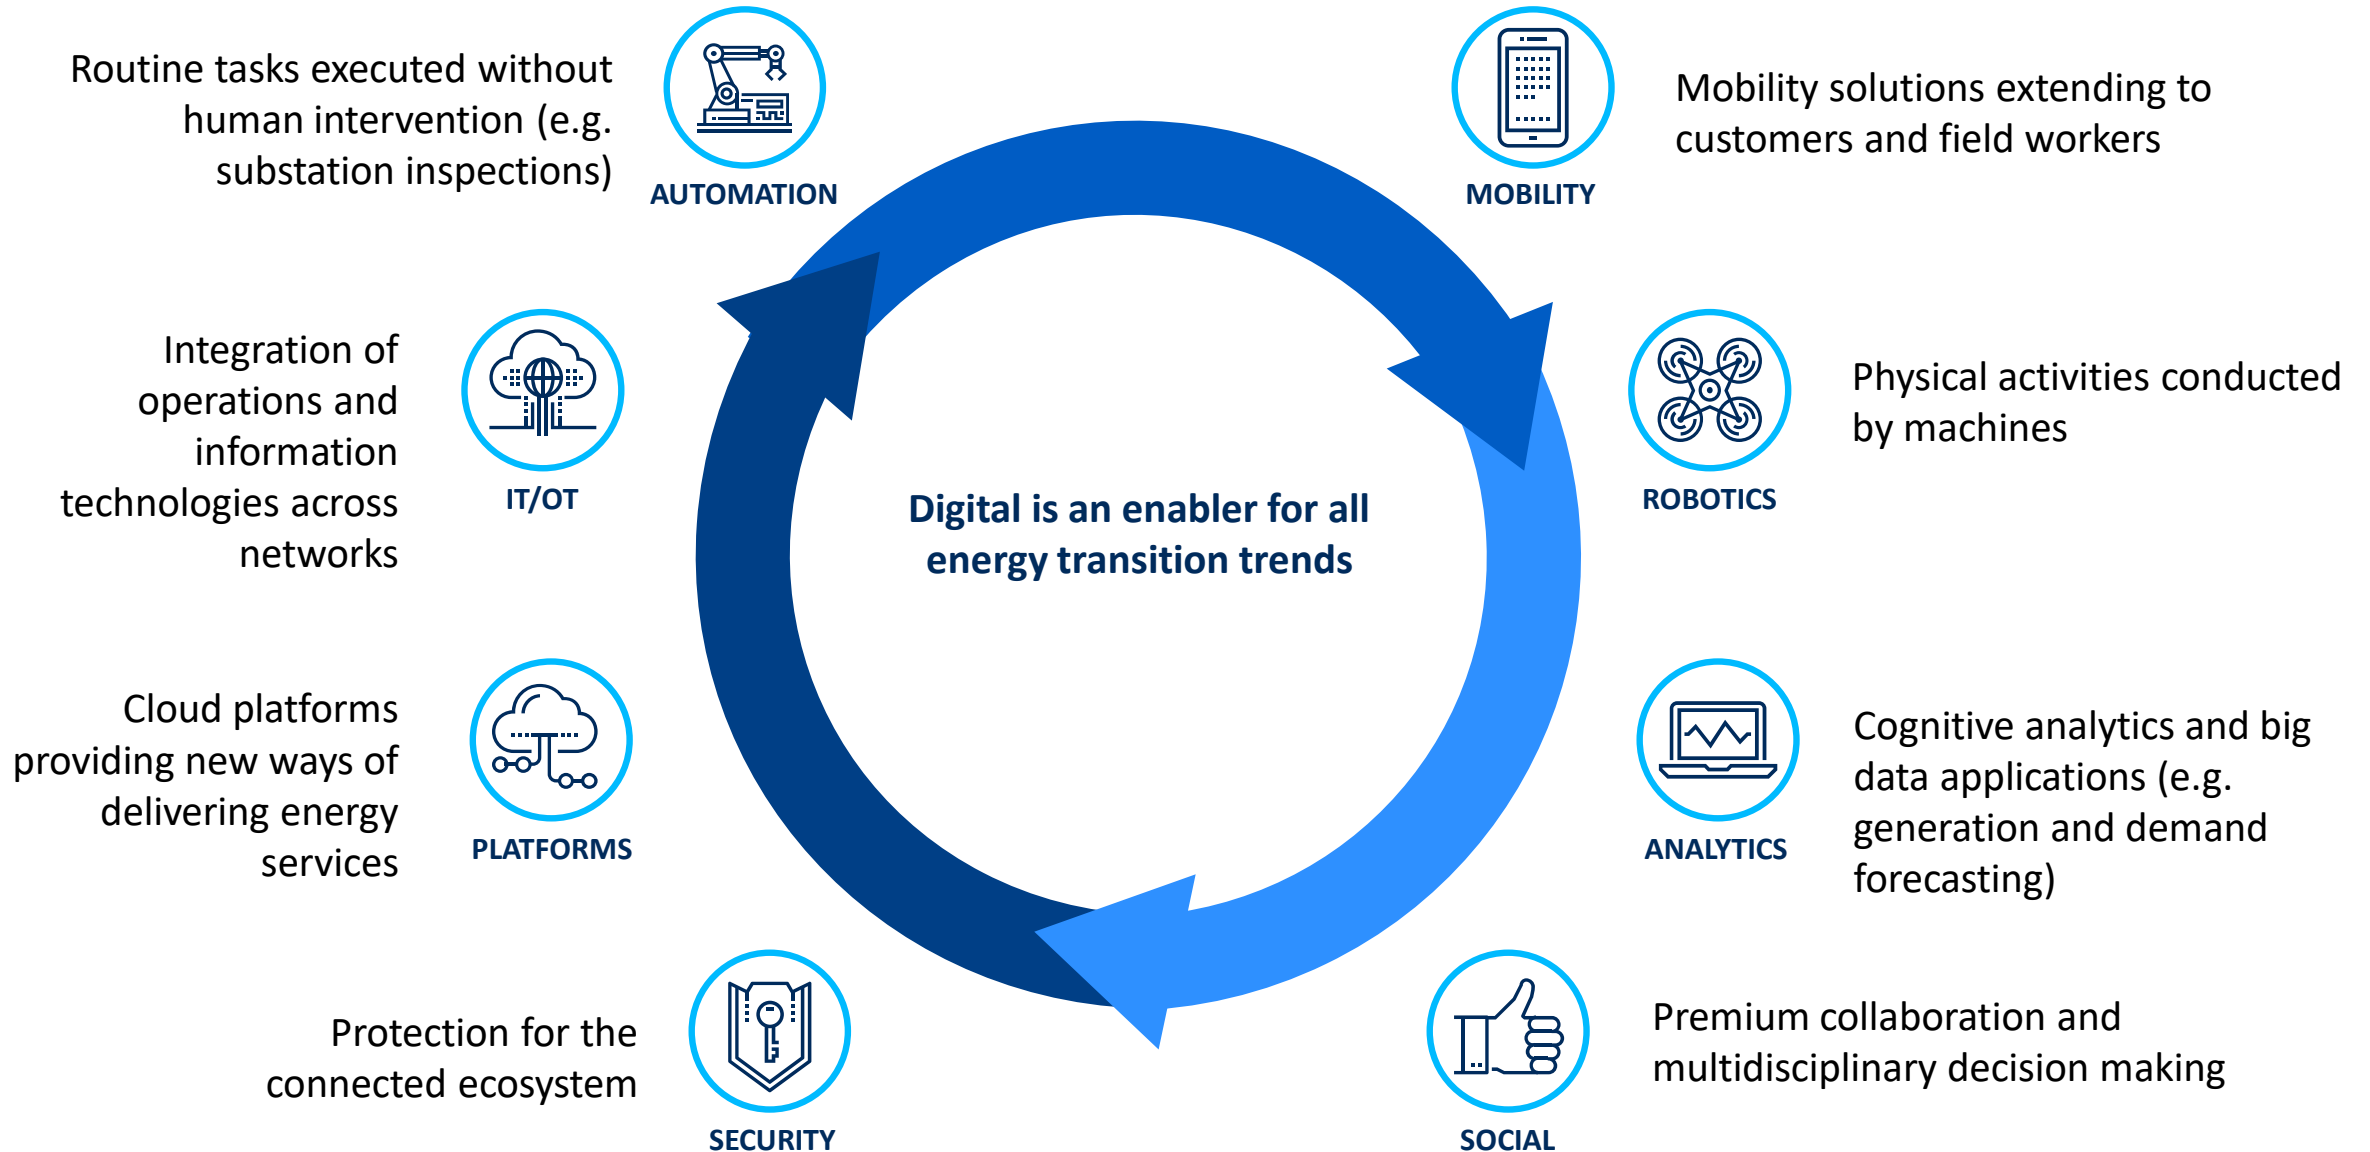 Routine tasks executed without
human intervention (e.g.
substation inspections)
AUTOMATION
MOBILITY
Mobility solutions extending to
customers and field workers
Integration of
operations and
information
technologies across
networks
IT/OT
Digital is an enabler for all
energy transition trends
ROBOTICS
Physical activities conducted
by machines
Cloud platforms
providing new ways of
delivering energy
services
PLATFORMS
ANALYTICS
Cognitive analytics and big
data applications (e.g.
generation and demand
forecasting)
Protection for the
connected ecosystem
SECURITY
SOCIAL
Premium collaboration and
multidisciplinary decision making